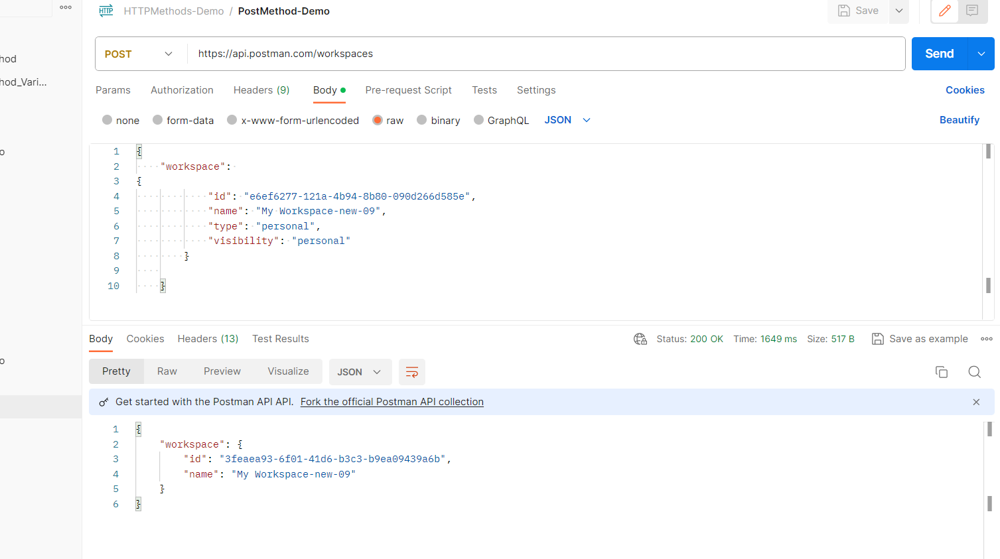 HTTP HTTPMethods-Demo / PostMethod-Demo
Save
POST https://api.postman.com/workspaces
Send
hod
hod_Vari...
Params Authorization Headers (9) Body Pre-request Script Tests Settings Cookies
none form-data x-www-form-urlencoded raw binary GraphQL JSON Beautify
o
1 {
2 "workspace":
3 {
4 "id": "e6ef6277-121a-4b94-8b80-090d266d585e",
5 "name": "My Workspace-new-09",
6 "type": "personal",
7 "visibility": "personal"
8 }
9
10 }
Body Cookies Headers (13) Test Results Status: 200 OK Time: 1649 ms Size: 517 B Save as example
o
Pretty Raw Preview Visualize JSON
Get started with the Postman API API. Fork the official Postman API collection
1 {
2 "workspace": {
3 "id": "3feaea93-6f01-41d6-b3c3-b9ea09439a6b",
4 "name": "My Workspace-new-09"
5 }
6 }